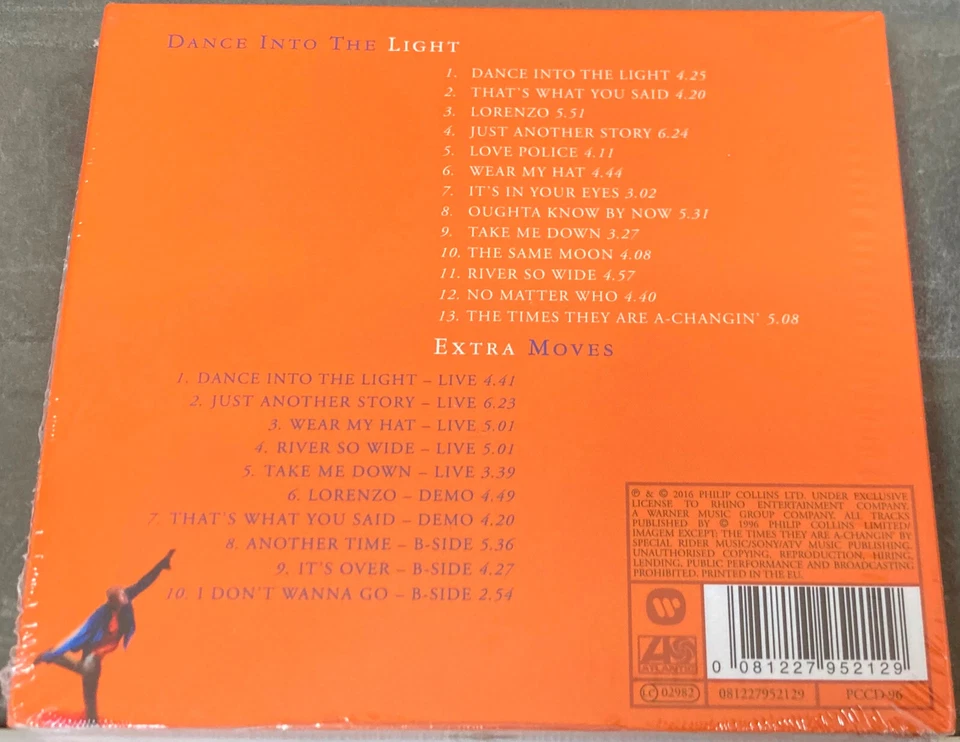 DANCE INTO THE LIGHT
1. DANCE INTO THE LIGHT 4.25
2. THAT'S WHAT YOU SAID 4.20
3. LORENZO 5.51
4. JUST ANOTHER STORY 6.24
5. LOVE POLICE 4.11
6. WEAR MY HAT 4.44
7. IT'S IN YOUR EYES 3.02
8. OUGHTA KNOW BY NOW 5.31
9. TAKE ME DOWN 3.27
10. THE SAME MOON 4.08
11. RIVER SO WIDE 4.57
12. NO MATTER WHO 4.40
13. THE TIMES THEY ARE A-CHANGIN' 5.08
EXTRA MOVES
1. DANCE INTO THE LIGHT – LIVE 4.41
2. JUST ANOTHER STORY – LIVE 6.23
3. WEAR MY HAT – LIVE 5.01
4. RIVER SO WIDE – LIVE 5.01
5. TAKE ME DOWN – LIVE 3.39
6. LORENZO – DEMO 4.49
7. THAT'S WHAT YOU SAID – DEMO 4.20
8. ANOTHER TIME – B-SIDE 5.36
9. IT'S OVER – B-SIDE 4.27
10. I DON'T WANNA GO – B-SIDE 2.54
℗ & © 2016 PHILIP COLLINS LTD. UNDER EXCLUSIVE
LICENSE TO RHINO ENTERTAINMENT COMPANY,
A WARNER MUSIC GROUP COMPANY. ALL TRACKS
PUBLISHED BY © 1996 PHILIP COLLINS LIMITED/
IMAGEM EXCEPT; THE TIMES THEY ARE A-CHANGIN' BY
SPECIAL RIDER MUSIC/SONY/ATV MUSIC PUBLISHING.
UNAUTHORISED COPYING, REPRODUCTION, HIRING,
LENDING, PUBLIC PERFORMANCE AND BROADCASTING
PROHIBITED. PRINTED IN THE EU.
ATLANTIC
0 081227 952129
LC 02982
081227952129
PCCD-96